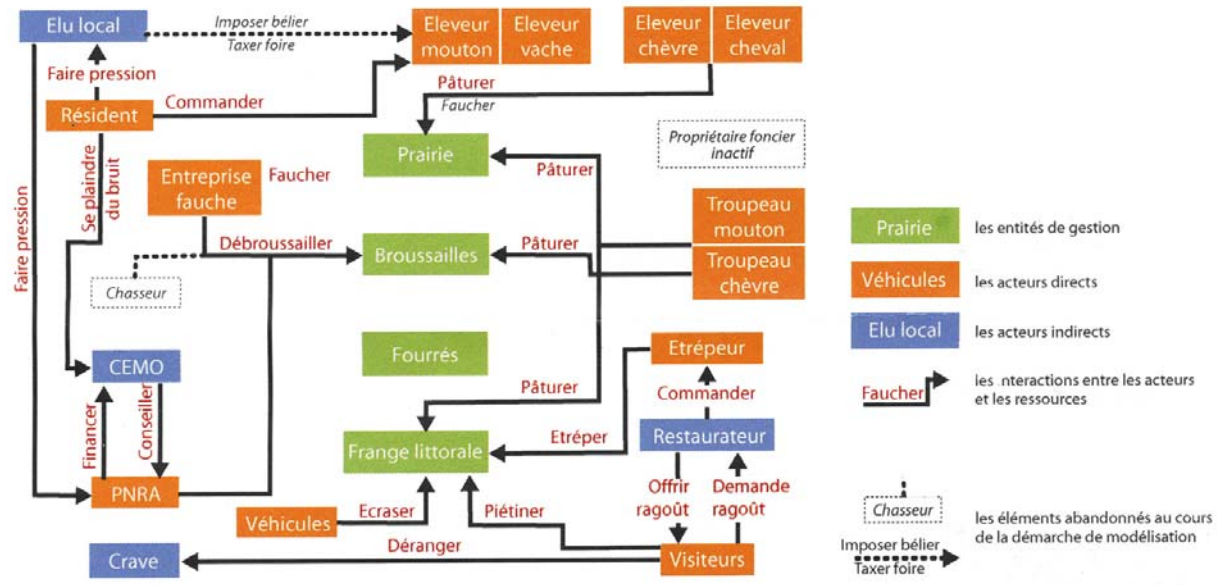 Elu local
Imposer bélier
Taxer foire
Eleveur mouton
Eleveur vache
Eleveur chèvre
Eleveur cheval
Faire pression
Résident
Commander
Pâturer
Faucher
Prairie
Propriétaire foncier
inactif
Se plaindre
du bruit
Entreprise
fauche
Faucher
Pâturer
Faire pression
Débroussailler
Broussailles
Pâturer
Troupeau
mouton
Troupeau
chèvre
Chasseur
CEMO
Fourrés
Etrépeur
Pâturer
Commander
Financer
Conseiller
Frange littorale
Etréper
Restaurateur
PNRA
Offrir
ragoût
Demande
ragoût
Véhicules
Ecraser
Piétiner
Déranger
Crave
Visiteurs
Prairie
les entités de gestion
Véhicules
les acteurs directs
Elu local
les acteurs indirects
Faucher
les interactions entre les acteurs
et les ressources
Chasseur
les éléments abandonnés au cours
de la démarche de modélisation
Imposer bélier
Taxer foire